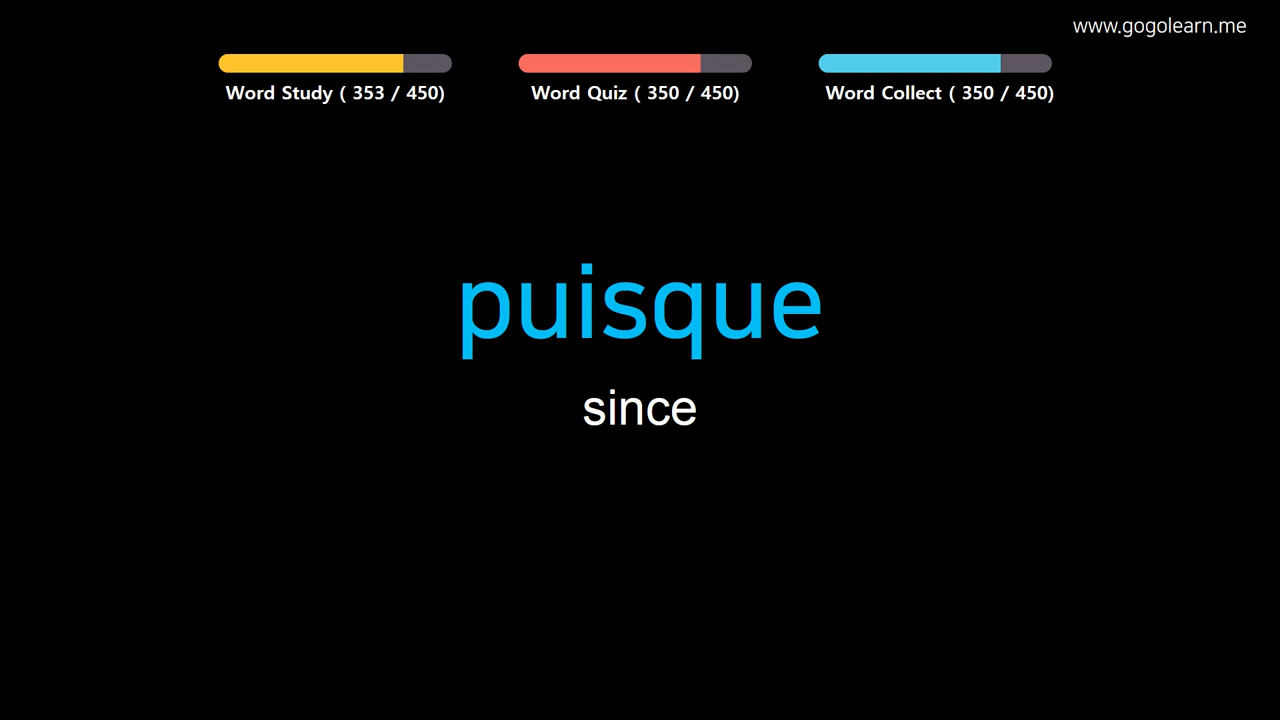 www.gogolearn.me
Word Study ( 353 / 450)
Word Quiz ( 350 / 450)
Word Collect ( 350 / 450)
puisque
since